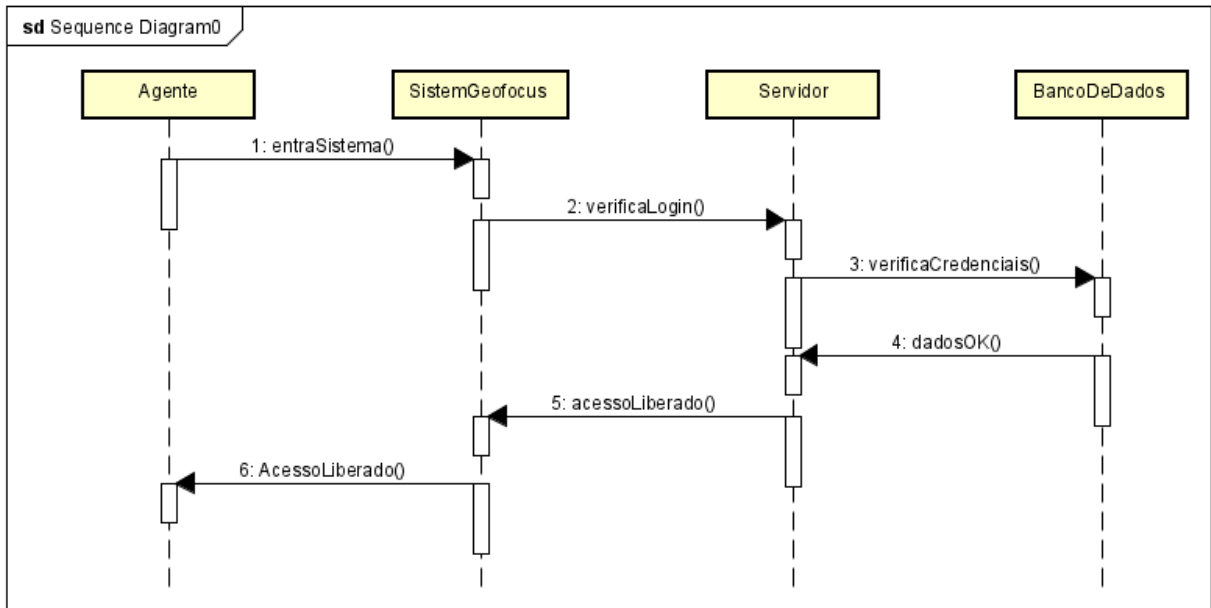 sd Sequence Diagram0
Agente
SistemGeofocus
Servidor
BancoDeDados
1: entraSistema()
2: verificaLogin()
3: verificaCredenciais()
4: dadosOK()
5: acessoLiberado()
6: AcessoLiberado()